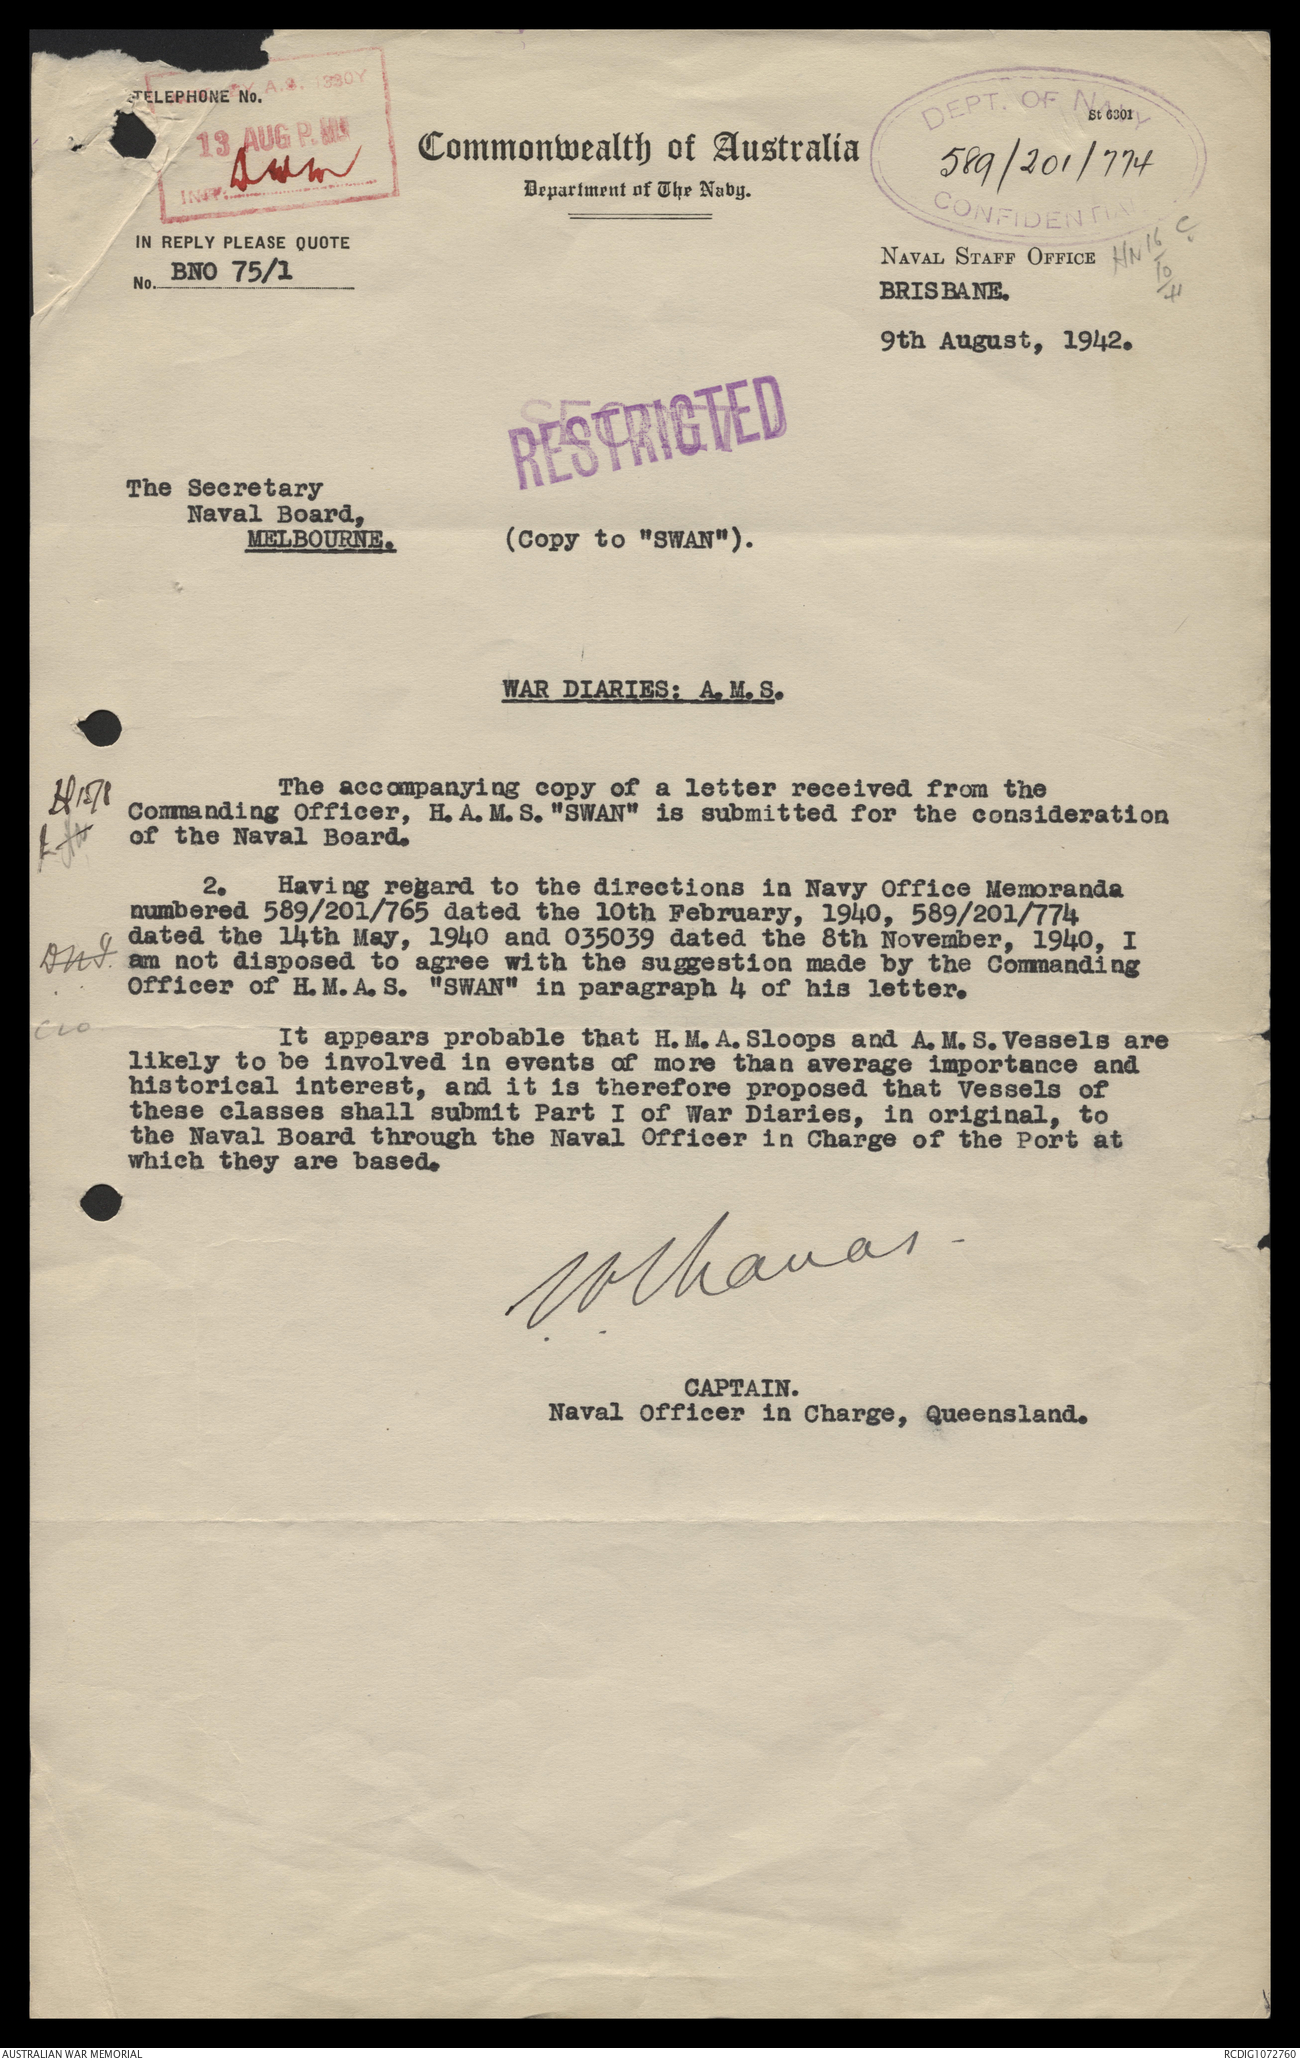 TELEPHONE No.
13 AUG P.M.
Commonwealth of Australia
Department of The Navy.
DEPT. OF NAVY
St 6301
589/201/774
CONFIDENTIAL
IN REPLY PLEASE QUOTE
No. BNO 75/1
NAVAL STAFF OFFICE
BRISBANE.
9th August, 1942.
SECRET
RESTRICTED
The Secretary
Naval Board,
MELBOURNE.
(Copy to "SWAN").
WAR DIARIES: A.M.S.
The accompanying copy of a letter received from the
Commanding Officer, H.A.M.S."SWAN" is submitted for the consideration
of the Naval Board.
2. Having regard to the directions in Navy Office Memoranda
numbered 589/201/765 dated the 10th February, 1940, 589/201/774
dated the 14th May, 1940 and 035039 dated the 8th November, 1940, I
am not disposed to agree with the suggestion made by the Commanding
Officer of H.M.A.S. "SWAN" in paragraph 4 of his letter.
It appears probable that H.M.A.Sloops and A.M.S.Vessels are
likely to be involved in events of more than average importance and
historical interest, and it is therefore proposed that Vessels of
these classes shall submit Part I of War Diaries, in original, to
the Naval Board through the Naval Officer in Charge of the Port at
which they are based.
CAPTAIN.
Naval Officer in Charge, Queensland.
AUSTRALIAN WAR MEMORIAL
RCDIG1072760